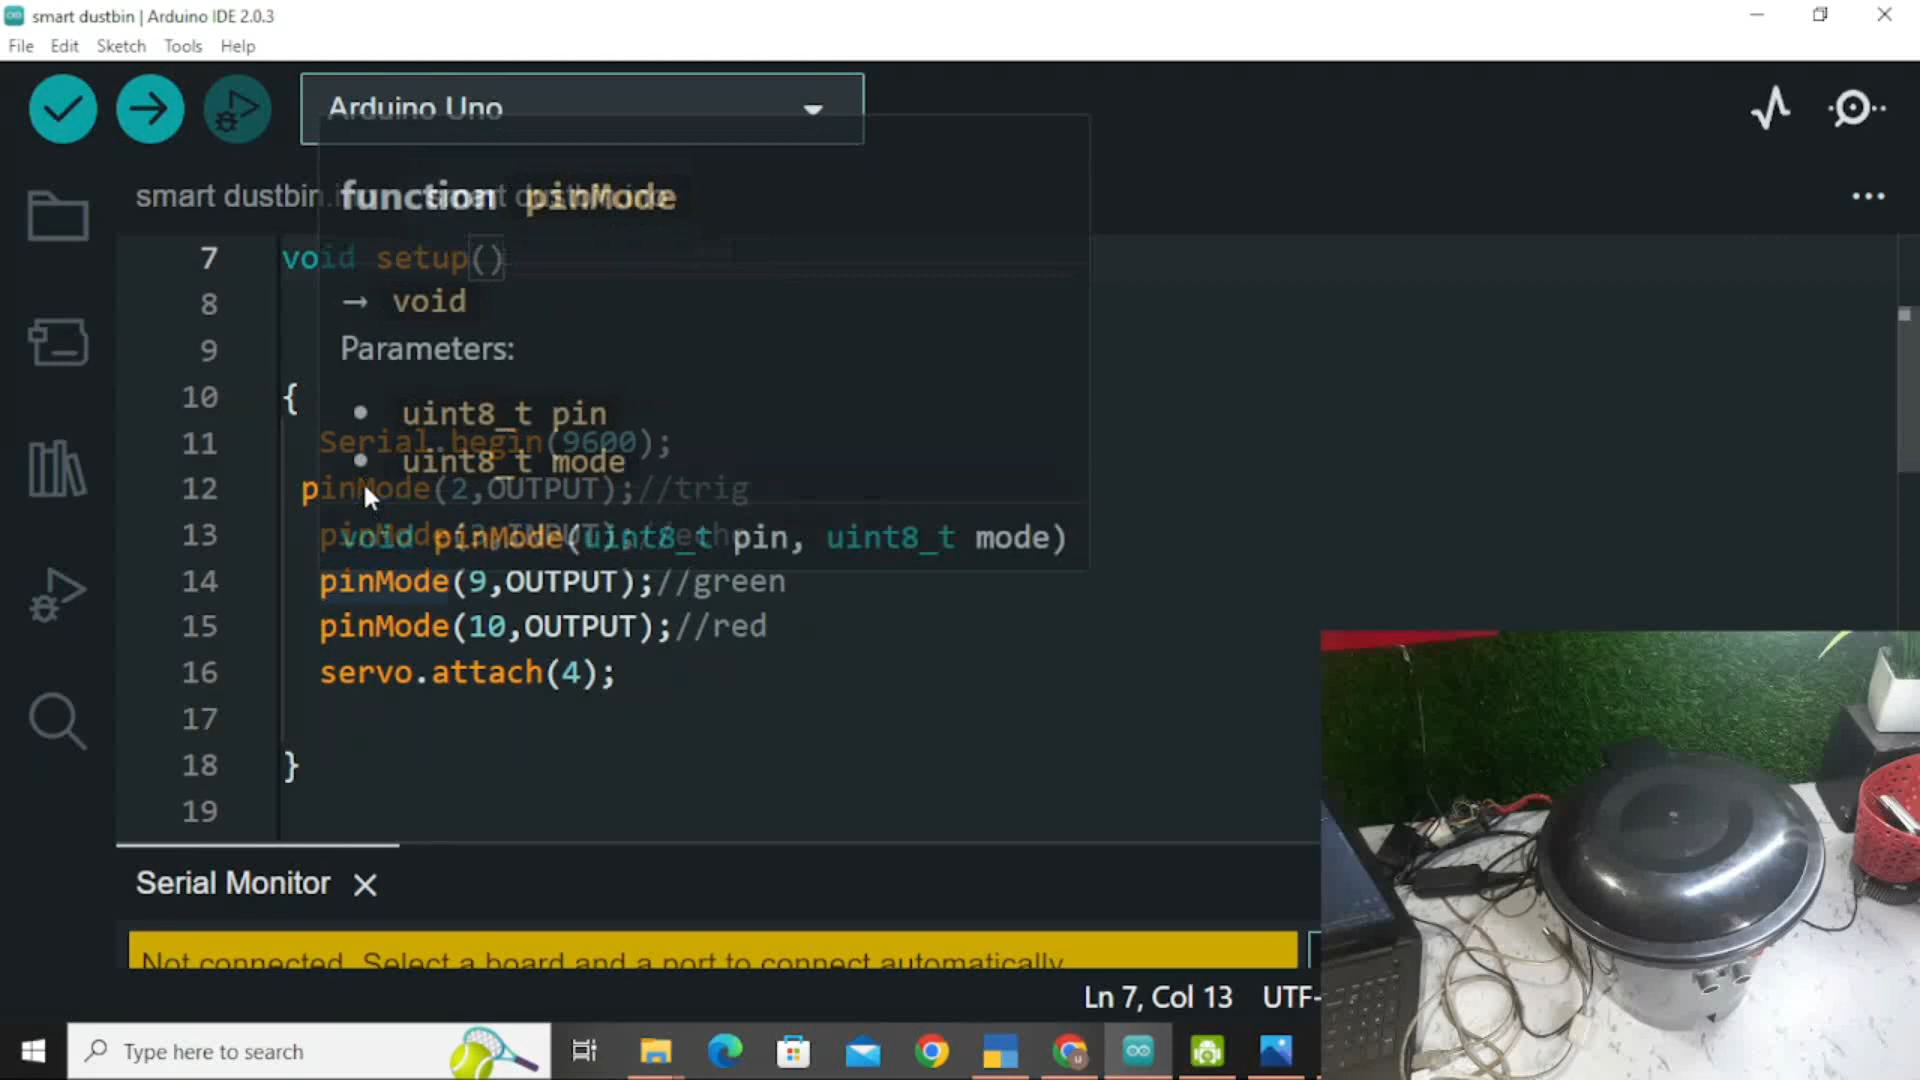 smart dustbin | Arduino IDE 2.0.3
File Edit Sketch Tools Help
Arduino Uno
smart dustbin
function pinMode
7 void setup()
8
→ void
9
Parameters:
10 {
uint8_t pin
11 Serial.begin(9600);
uint8_t mode
12 pinMode(2,OUTPUT);//trig
13
void pinMode(uint8_t pin, uint8_t mode)
14 pinMode(9,OUTPUT);//green
15 pinMode(10,OUTPUT);//red
16 servo.attach(4);
17
18 }
19
Serial Monitor
Not connected. Select a board and a port to connect automatically.
Ln 7, Col 13 UTF-
Type here to search